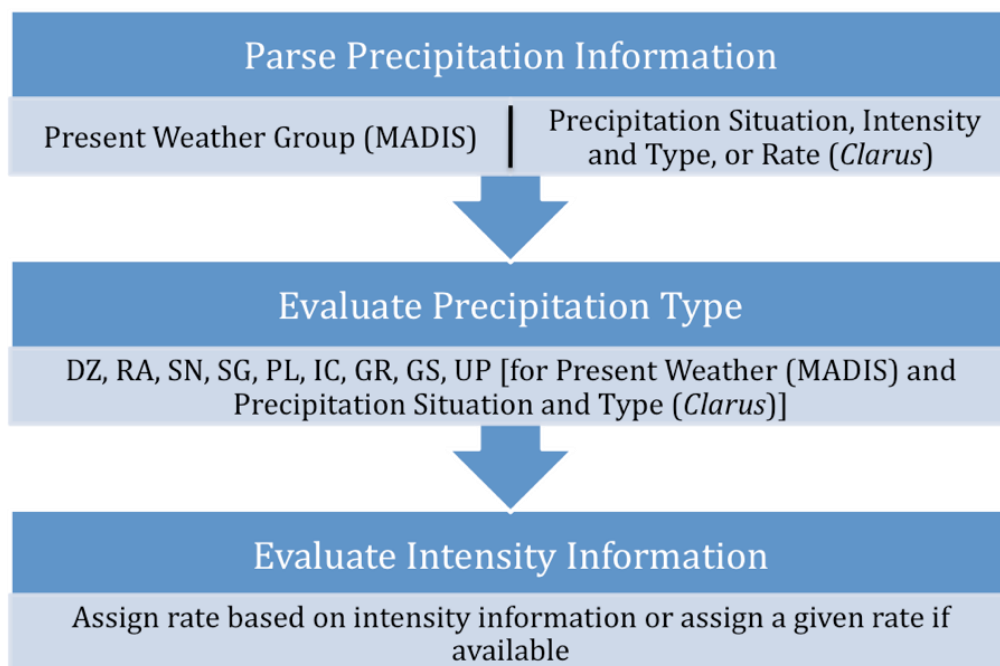 Parse Precipitation Information
Present Weather Group (MADIS)
Precipitation Situation, Intensity
and Type, or Rate (Clarus)
Evaluate Precipitation Type
DZ, RA, SN, SG, PL, IC, GR, GS, UP [for Present Weather (MADIS) and
Precipitation Situation and Type (Clarus)]
Evaluate Intensity Information
Assign rate based on intensity information or assign a given rate if
available